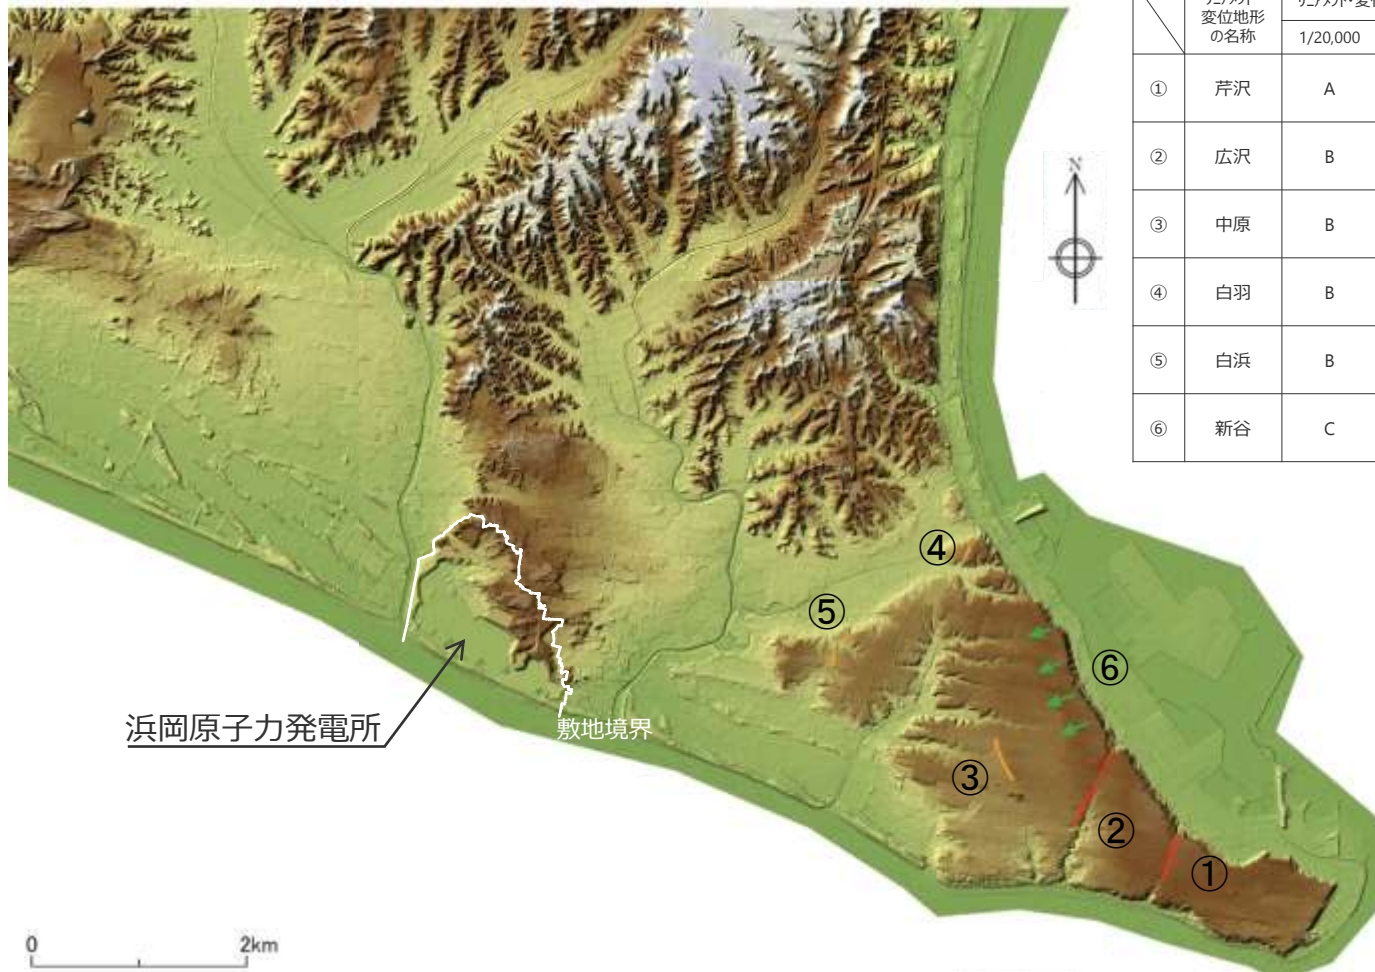 変位地形
の名称
1/20,000
① 芹沢 A
② 広沢 B
③ 中原 B
④ 白羽 B
⑤ 白浜 B
⑥ 新谷 C
N
④
⑤
⑥
③
②
①
浜岡原子力発電所
敷地境界
0 2km